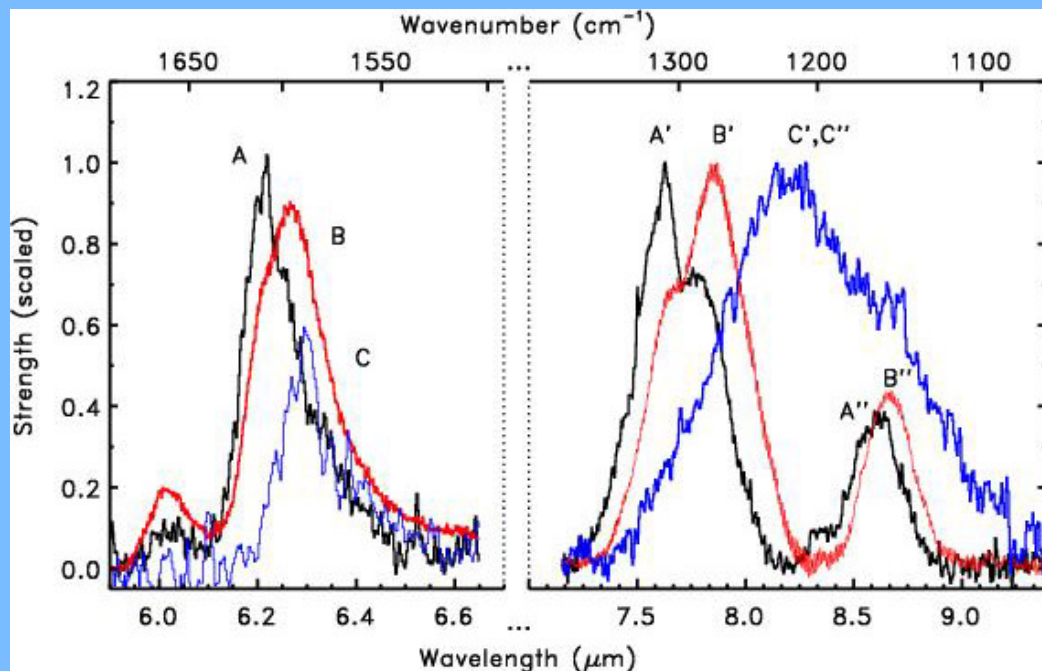 Wavenumber (cm⁻¹)
1650 1550 ... 1300 1200 1100
1.2
A' B' C',C''
A
1.0
B
0.8
Strength (scaled)
0.6
C
B''
0.4
A''
0.2
0.0
6.0 6.2 6.4 6.6 ... 7.5 8.0 8.5 9.0
Wavelength (μm)